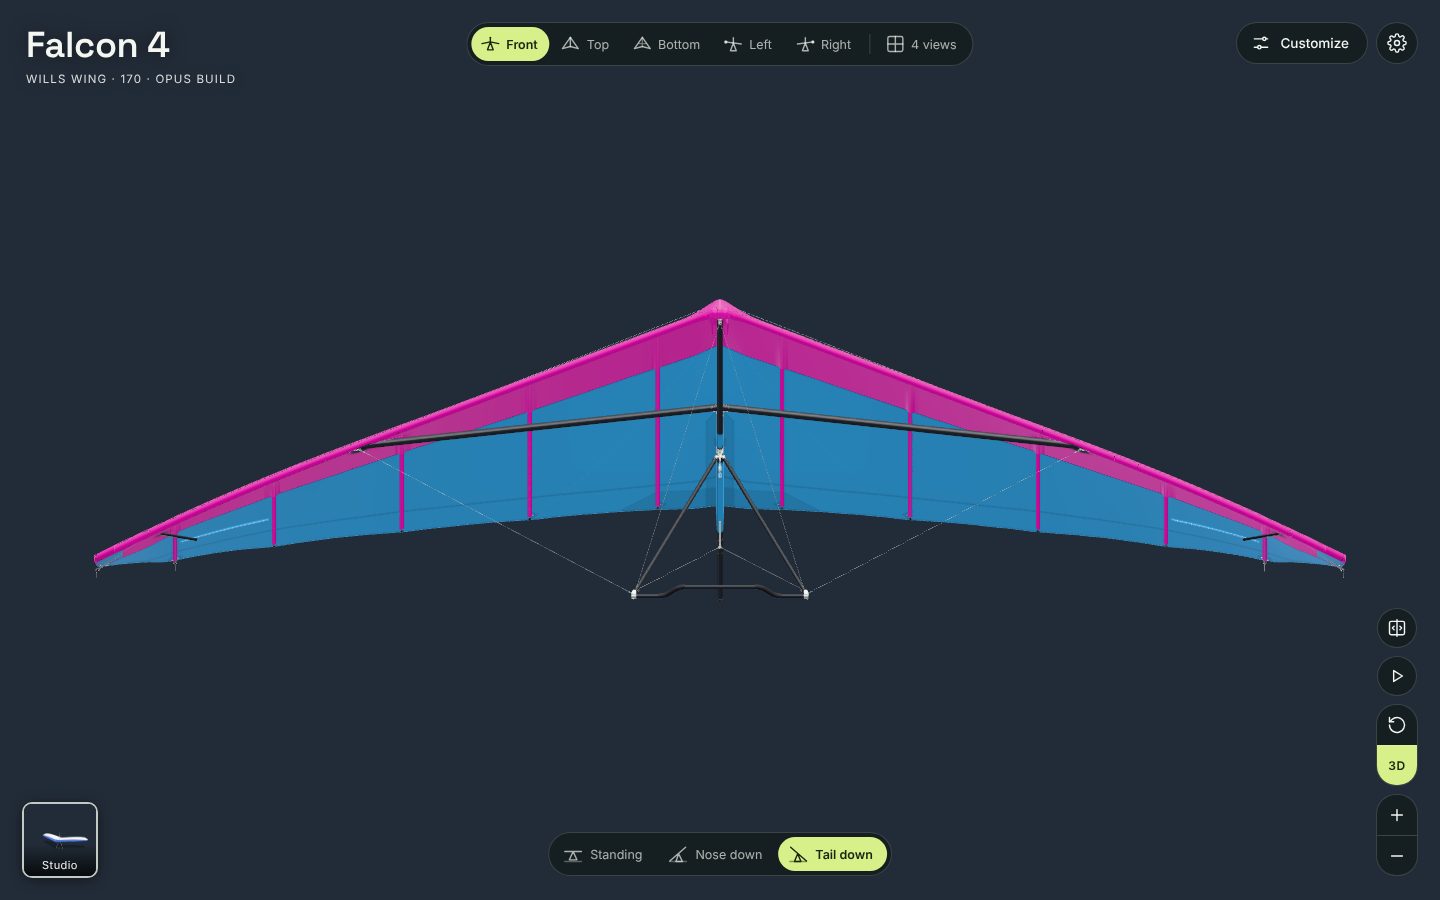 Falcon 4
WILLS WING · 170 · OPUS BUILD
Front
Top
Bottom
Left
Right
4 views
Customize
3D
Studio
Standing
Nose down
Tail down